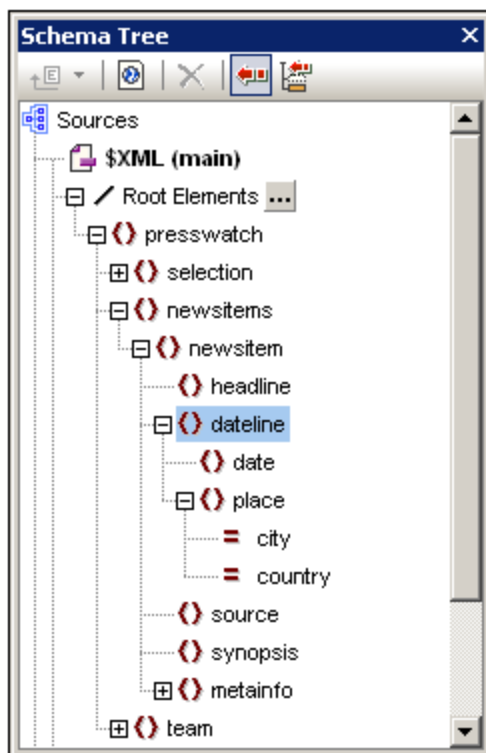 Schema Tree
Sources
$XML (main)
Root Elements ...
presswatch
selection
newsitems
newsitem
headline
dateline
date
place
city
country
source
synopsis
metainfo
team